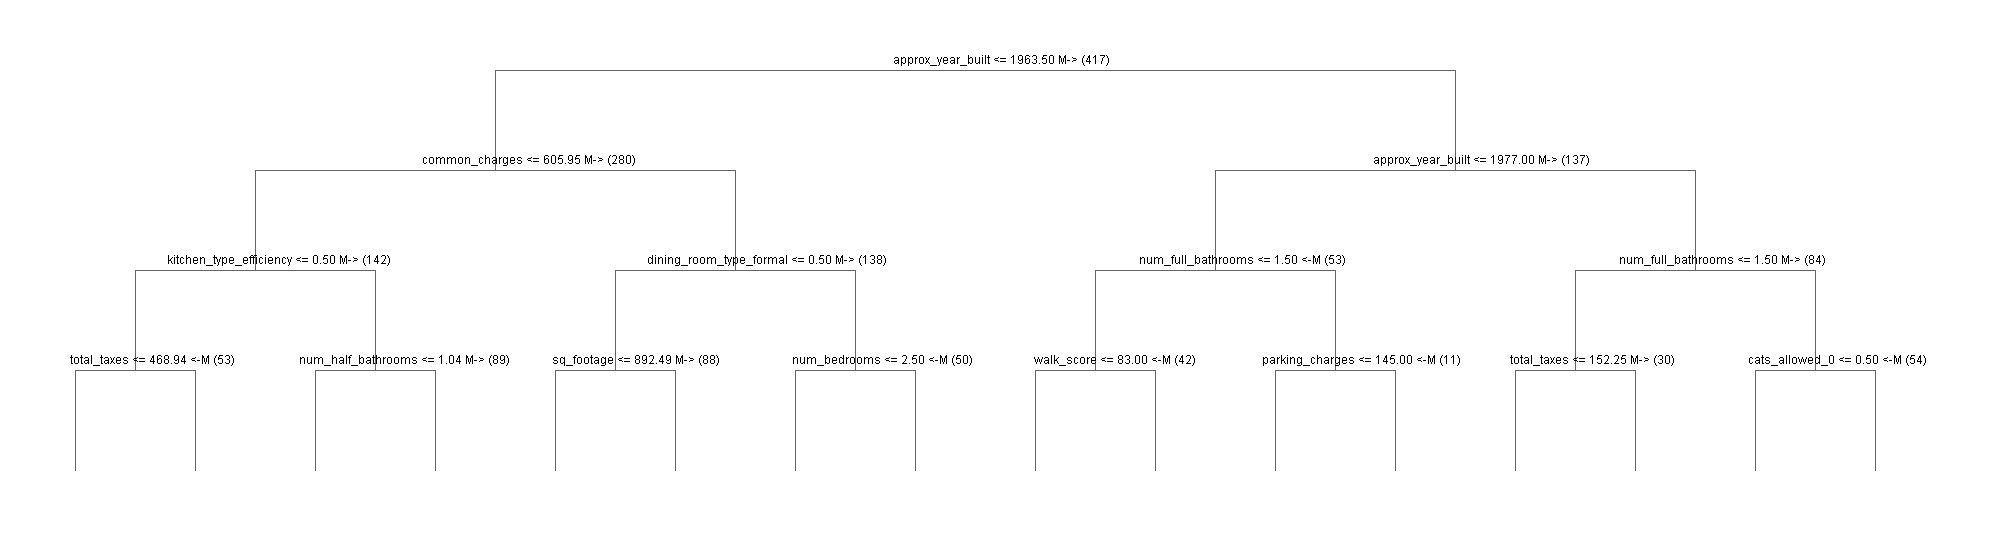 approx_year_built <= 1963.50 M-> (417)
common_charges <= 605.95 M-> (280)
approx_year_built <= 1977.00 M-> (137)
kitchen_type_efficiency <= 0.50 M-> (142)
dining_room_type_formal <= 0.50 M-> (138)
num_full_bathrooms <= 1.50 <-M (53)
num_full_bathrooms <= 1.50 M-> (84)
total_taxes <= 468.94 <-M (53)
num_half_bathrooms <= 1.04 M-> (89)
sq_footage <= 892.49 M-> (88)
num_bedrooms <= 2.50 <-M (50)
walk_score <= 83.00 <-M (42)
parking_charges <= 145.00 <-M (11)
total_taxes <= 152.25 M-> (30)
cats_allowed_0 <= 0.50 <-M (54)